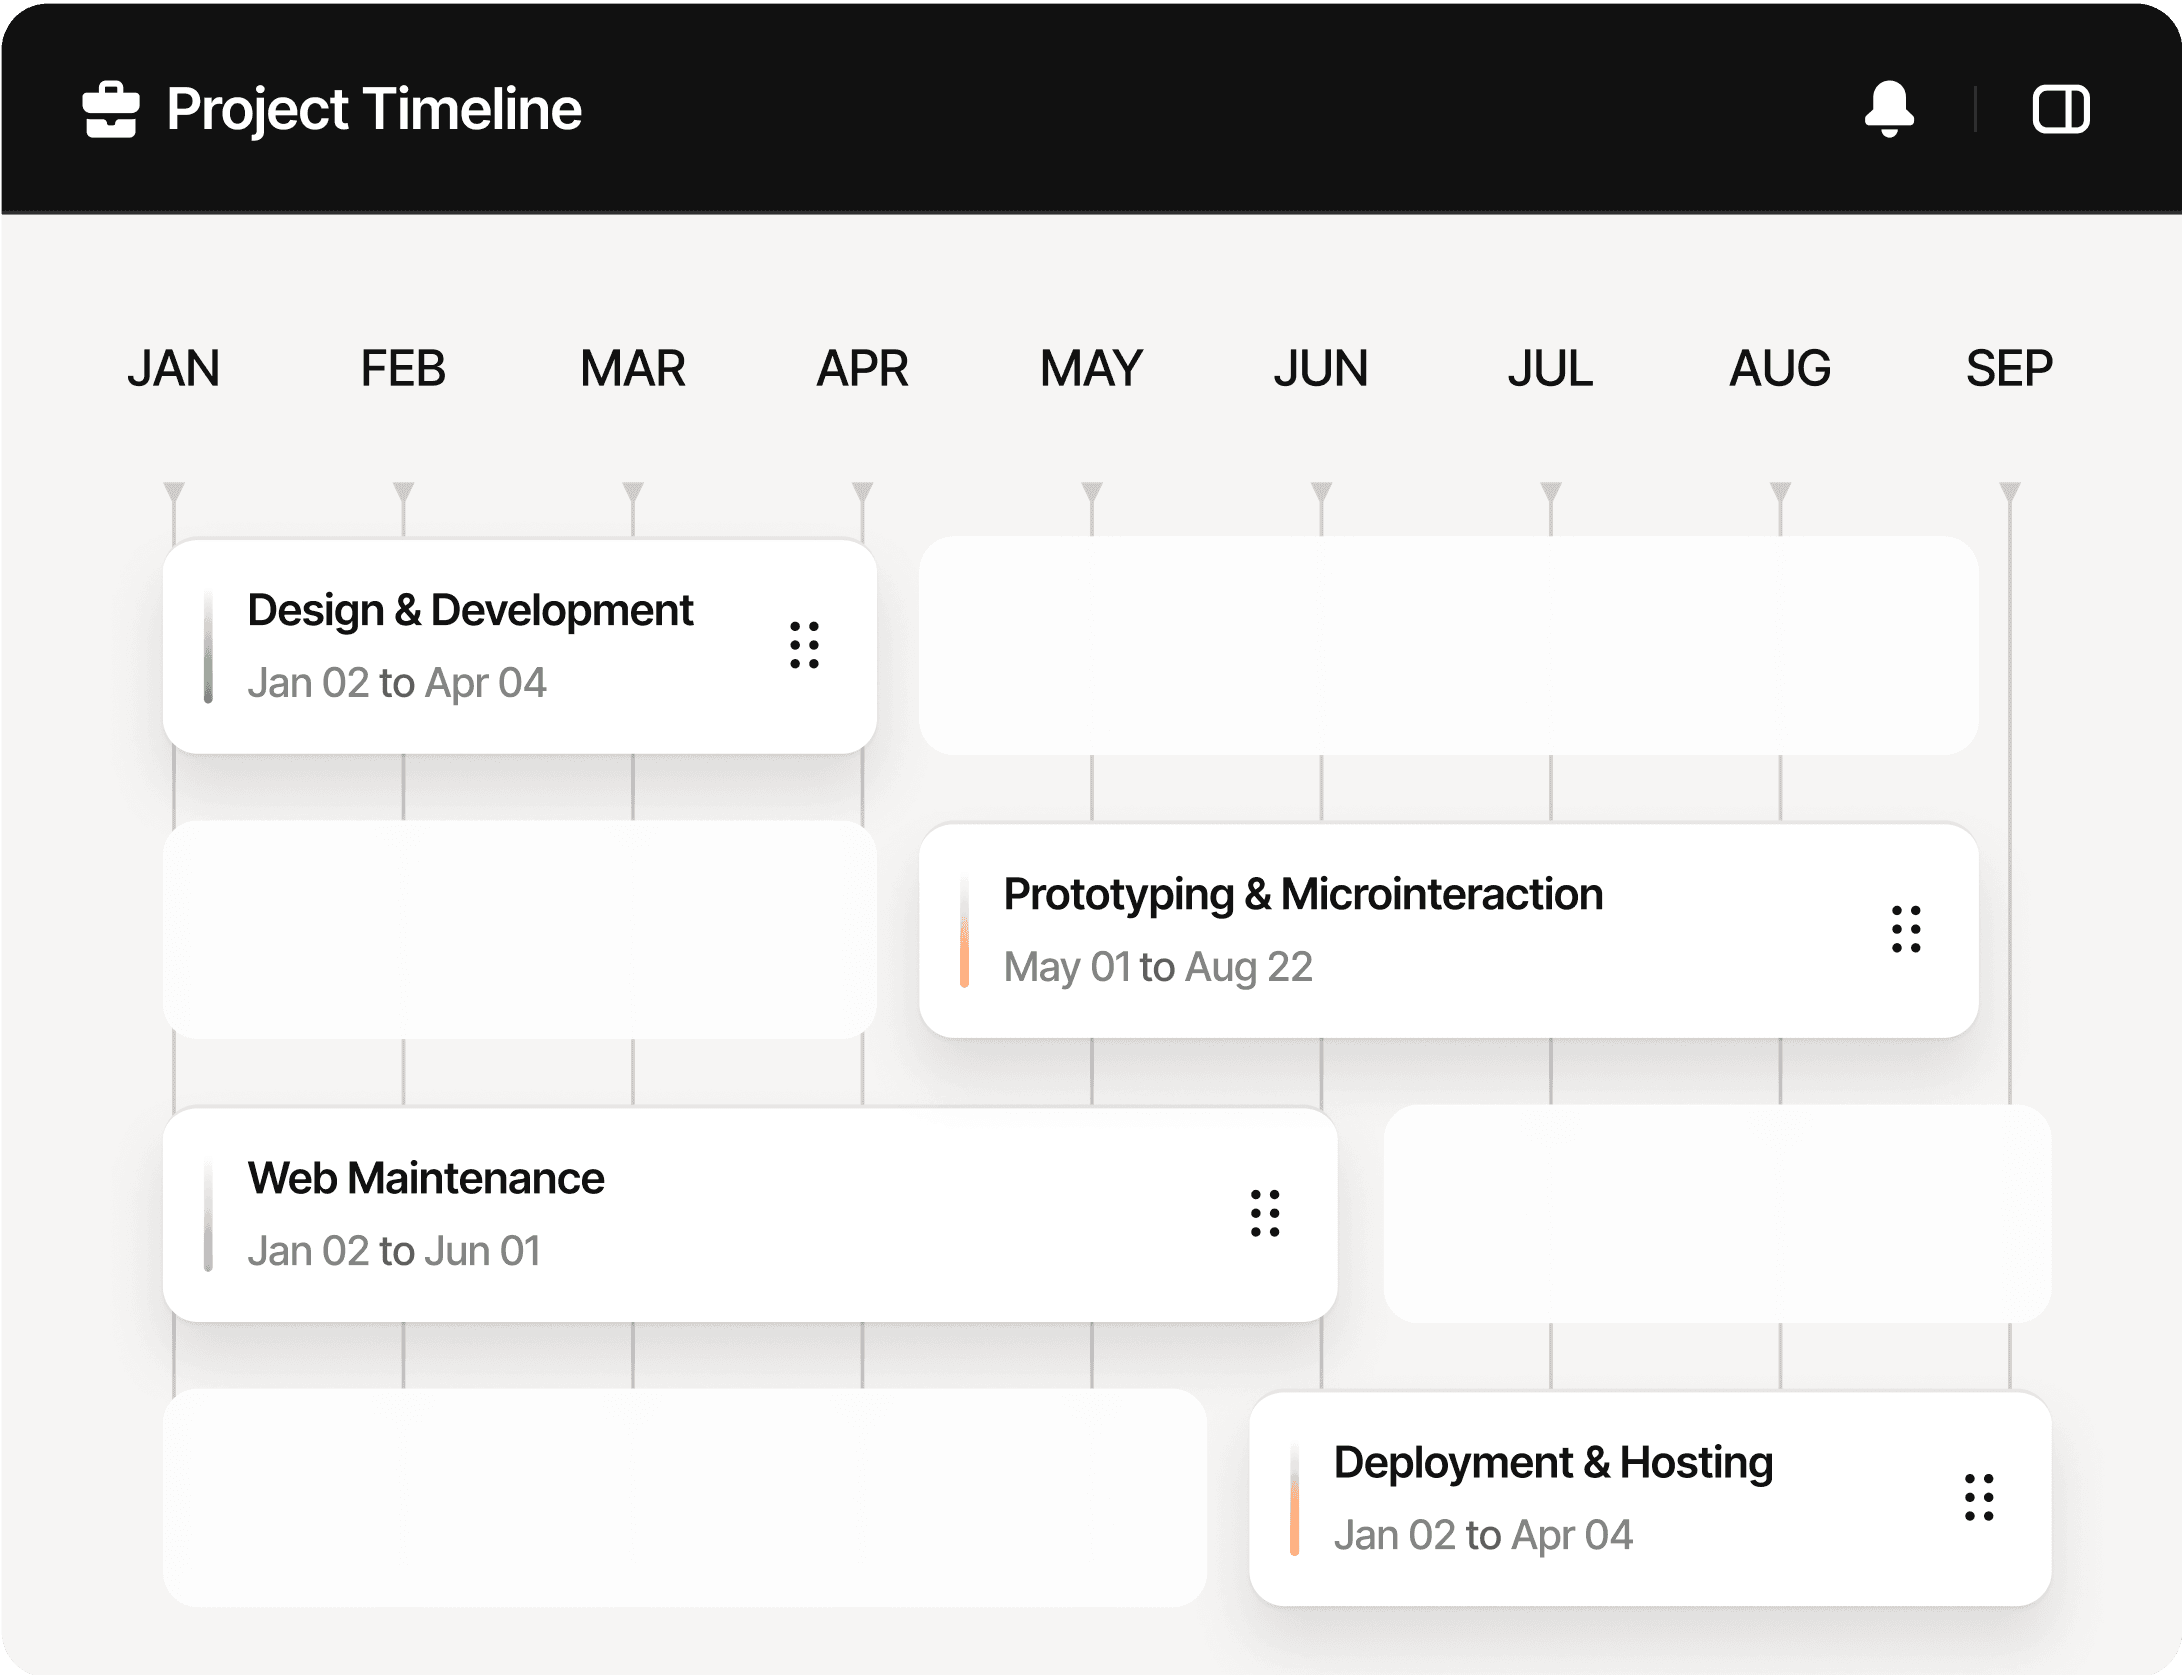 Project Timeline
JAN FEB MAR APR MAY JUN JUL AUG SEP
Design & Development
Jan 02 to Apr 04
Prototyping & Microinteraction
May 01 to Aug 22
Web Maintenance
Jan 02 to Jun 01
Deployment & Hosting
Jan 02 to Apr 04